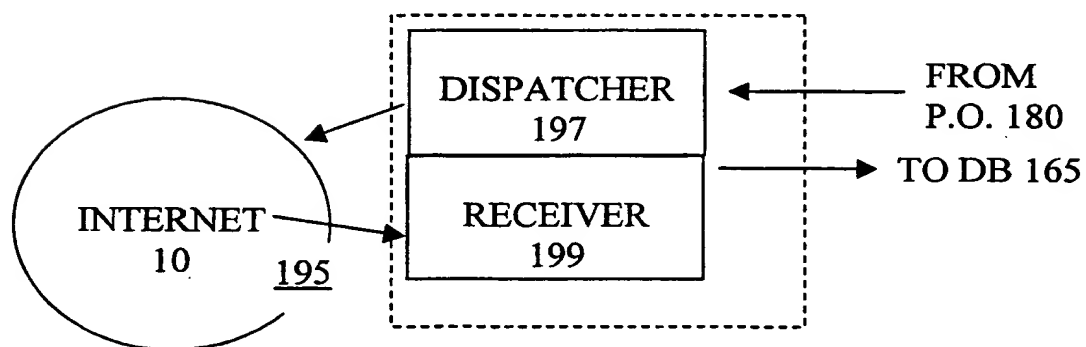 DISPATCHER
197
FROM
P.O. 180
TO DB 165
INTERNET
10
195
RECEIVER
199